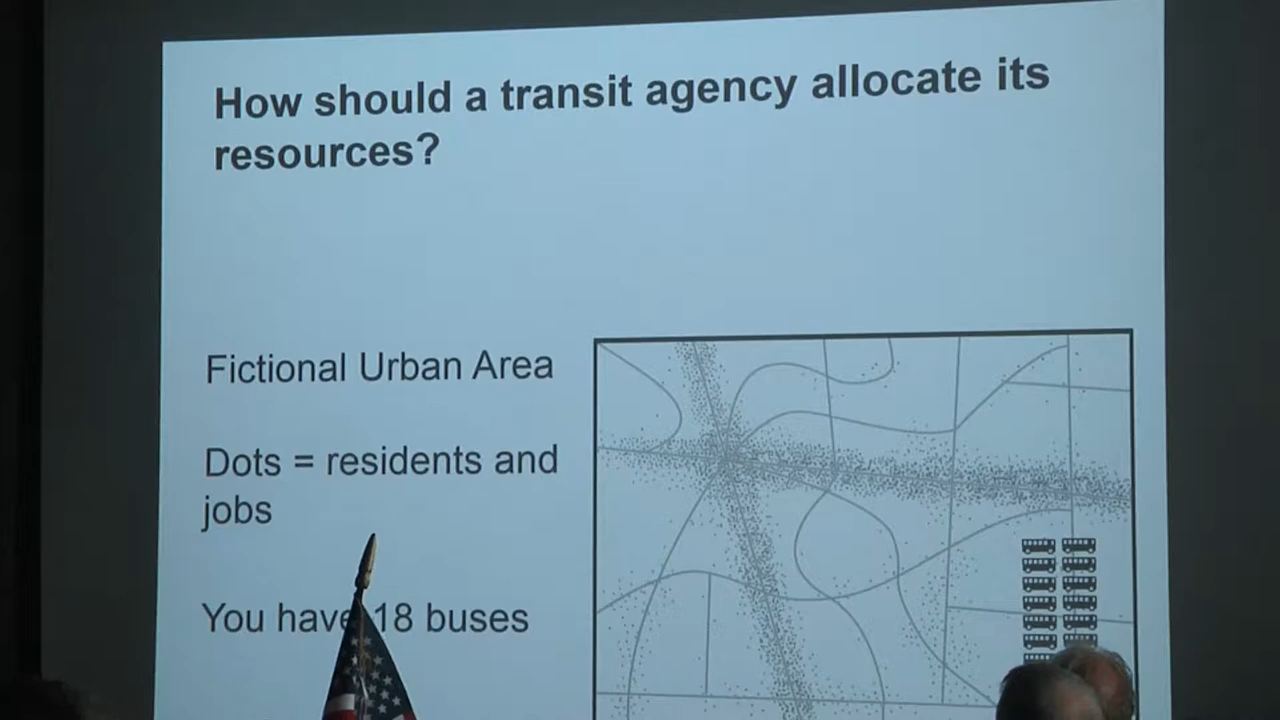 How should a transit agency allocate its
resources?
Fictional Urban Area
Dots = residents and
jobs
You have 18 buses